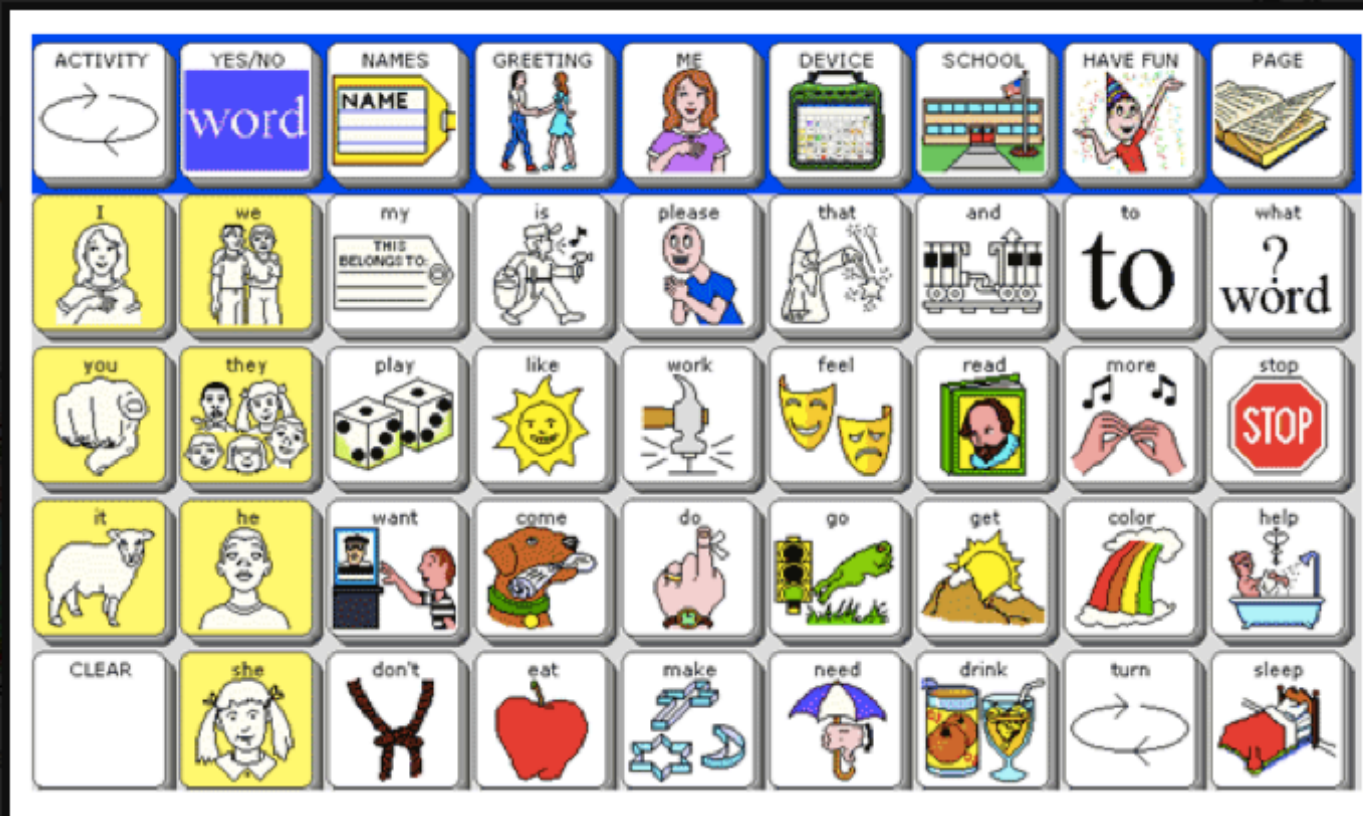 ACTIVITY YES/NO NAMES GREETING ME DEVICE SCHOOL HAVE FUN PAGE
word NAME
I we my is please that and to what
THIS BELONGS TO: to ? word
you they play like work feel read more stop
STOP
it he want come do go get color help
CLEAR she don't eat make need drink turn sleep